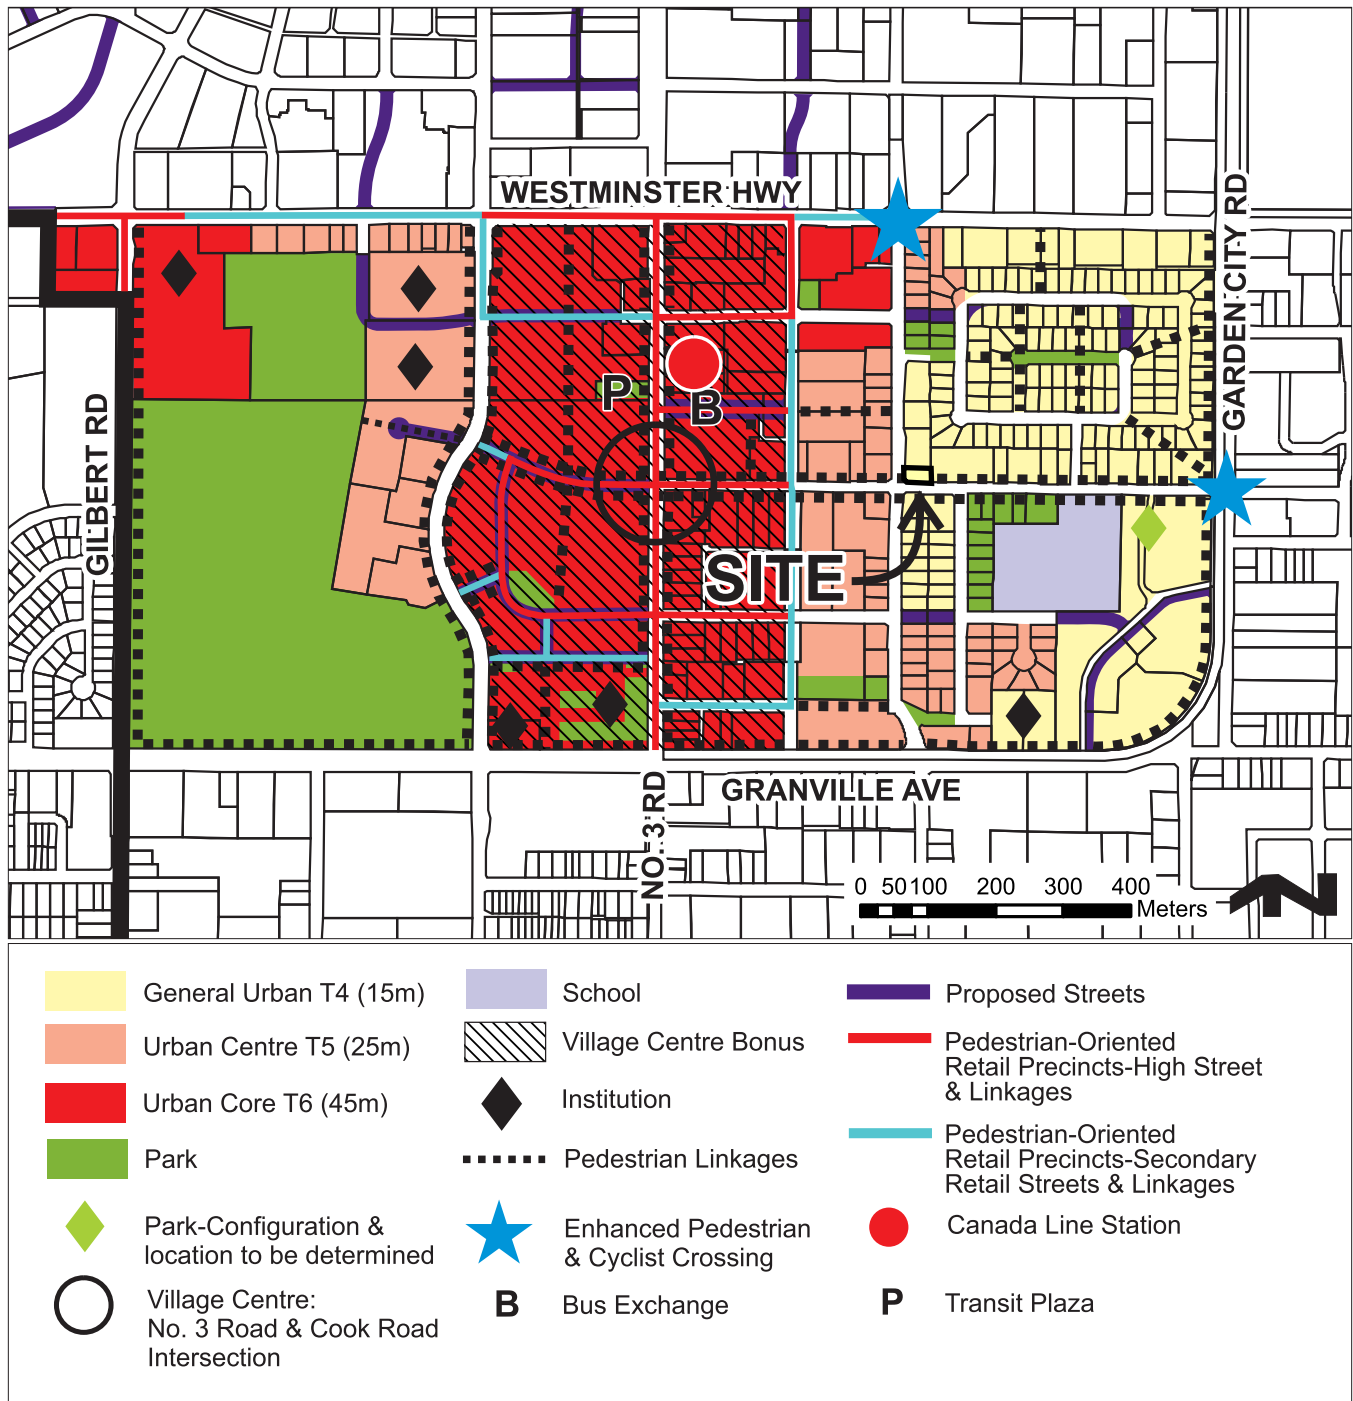 WESTMINSTER HWY
GARDEN CITY RD
GILBERT RD
P
B
SITE
GRANVILLE AVE
NO. 3 RD
0 50 100 200 300 400
Meters
N
General Urban T4 (15m)
Urban Centre T5 (25m)
Urban Core T6 (45m)
Park
Park-Configuration &
location to be determined
Village Centre:
No. 3 Road & Cook Road
Intersection
School
Village Centre Bonus
Institution
Pedestrian Linkages
Enhanced Pedestrian
& Cyclist Crossing
B Bus Exchange
Proposed Streets
Pedestrian-Oriented
Retail Precincts-High Street
& Linkages
Pedestrian-Oriented
Retail Precincts-Secondary
Retail Streets & Linkages
Canada Line Station
P Transit Plaza